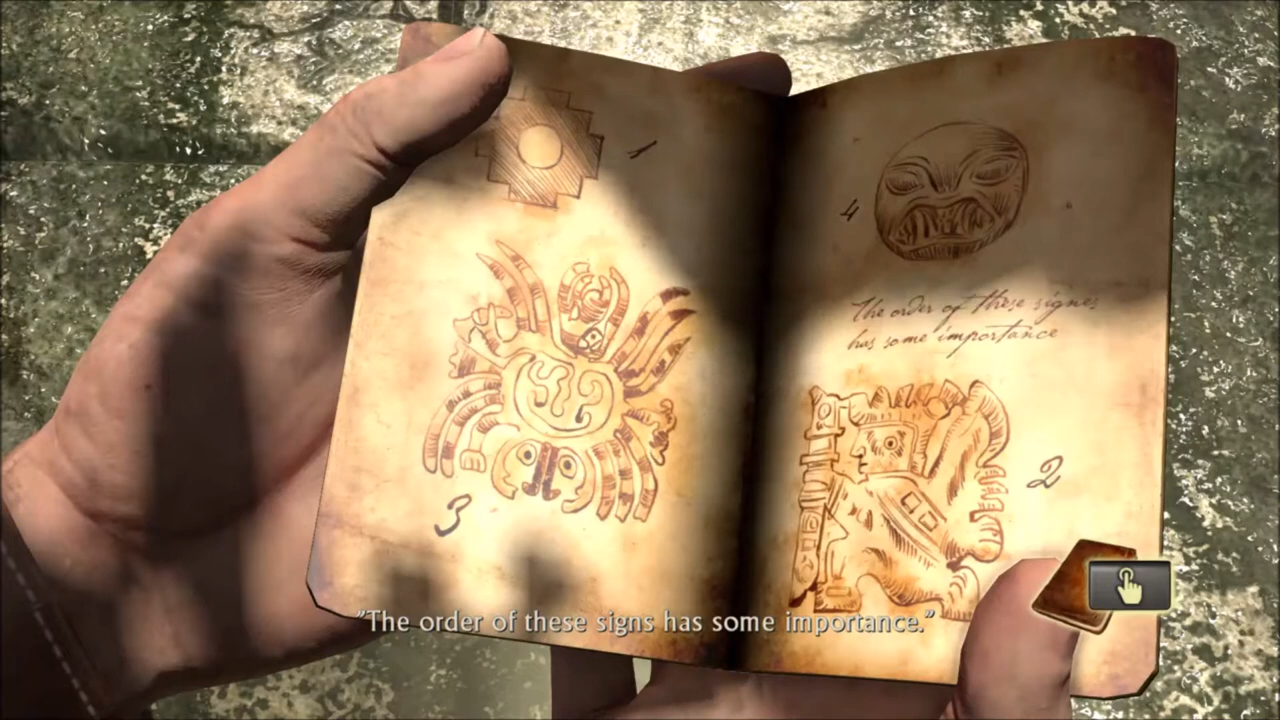 1
3
4
The order of these signes
has some importance
2
"The order of these signs has some importance."